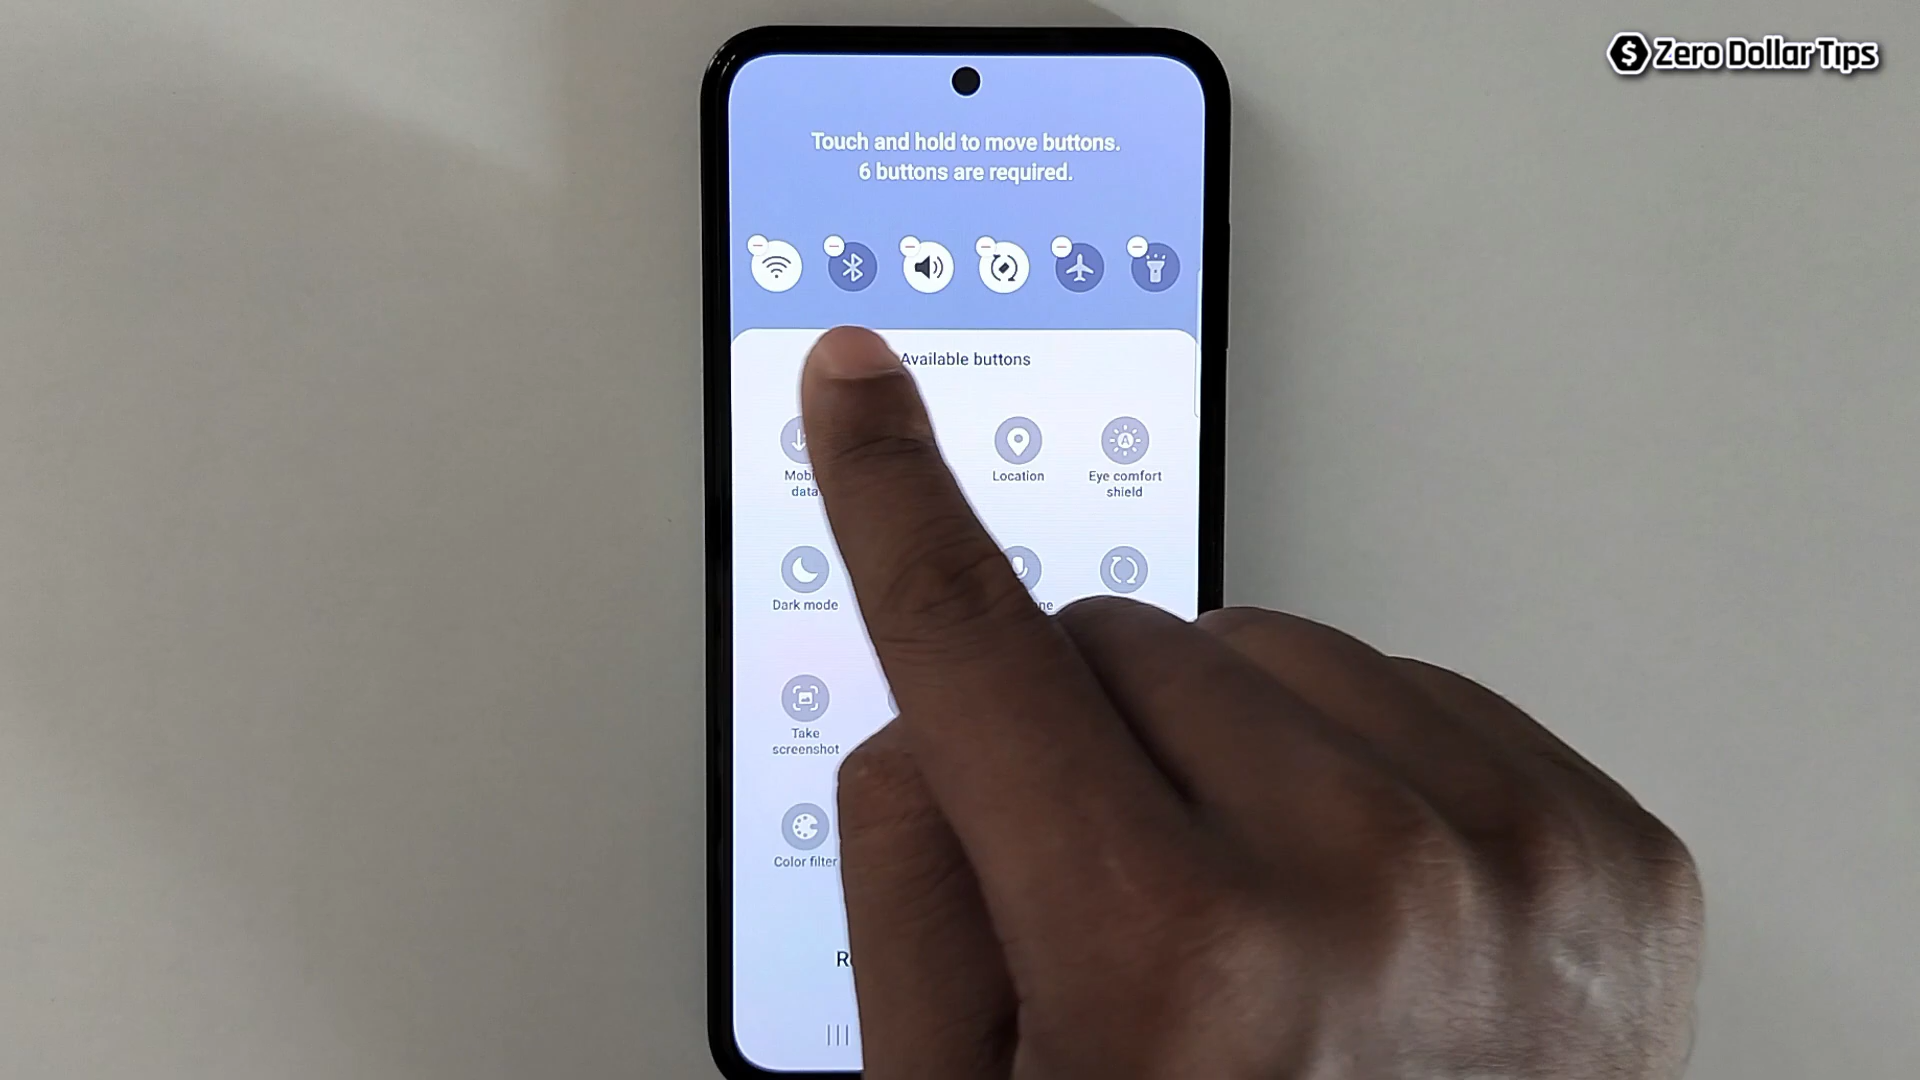 Zero Dollar Tips
Touch and hold to move buttons.
6 buttons are required.
Available buttons
Location
Eye comfort
shield
data
Dark mode
Take
screenshot
Color filter